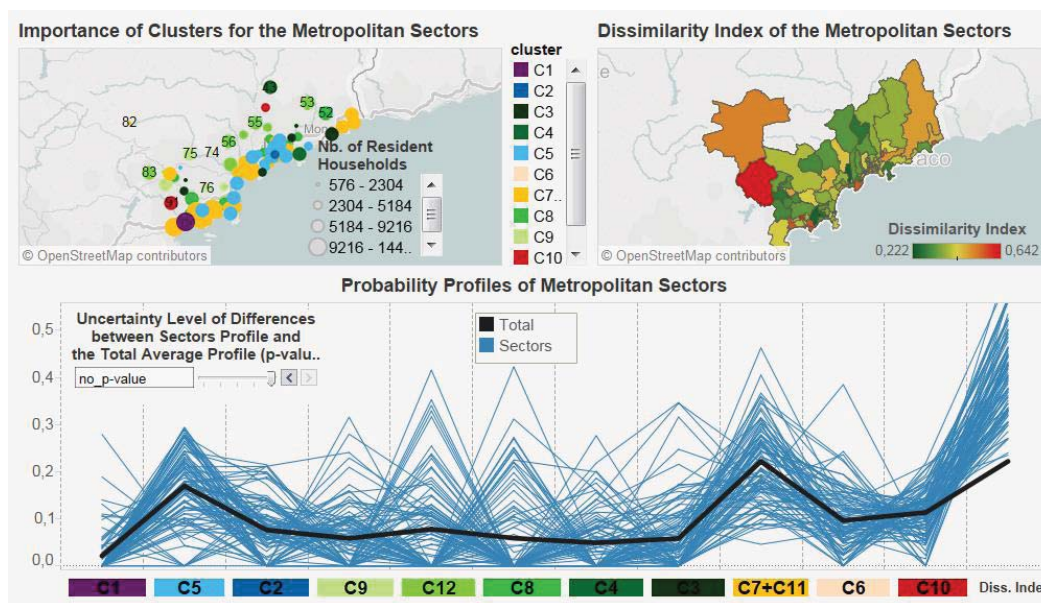 Importance of Clusters for the Metropolitan Sectors
82
53
52
55
56
75
74
83
76
91
Nb. of Resident
Households
576 - 2304
2304 - 5184
5184 - 9216
9216 - 144..
© OpenStreetMap contributors
cluster
C1
C2
C3
C4
C5
C6
C7..
C8
C9
C10
Dissimilarity Index of the Metropolitan Sectors
e
aco
Dissimilarity Index
0,222
0,642
© OpenStreetMap contributors
Probability Profiles of Metropolitan Sectors
Uncertainty Level of Differences
between Sectors Profile and
the Total Average Profile (p-valu..
no_p-value
Total
Sectors
0,5
0,4
0,3
0,2
0,1
0,0
C1 C5 C2 C9 C12 C8 C4 C3 C7+C11 C6 C10 Diss. Inde